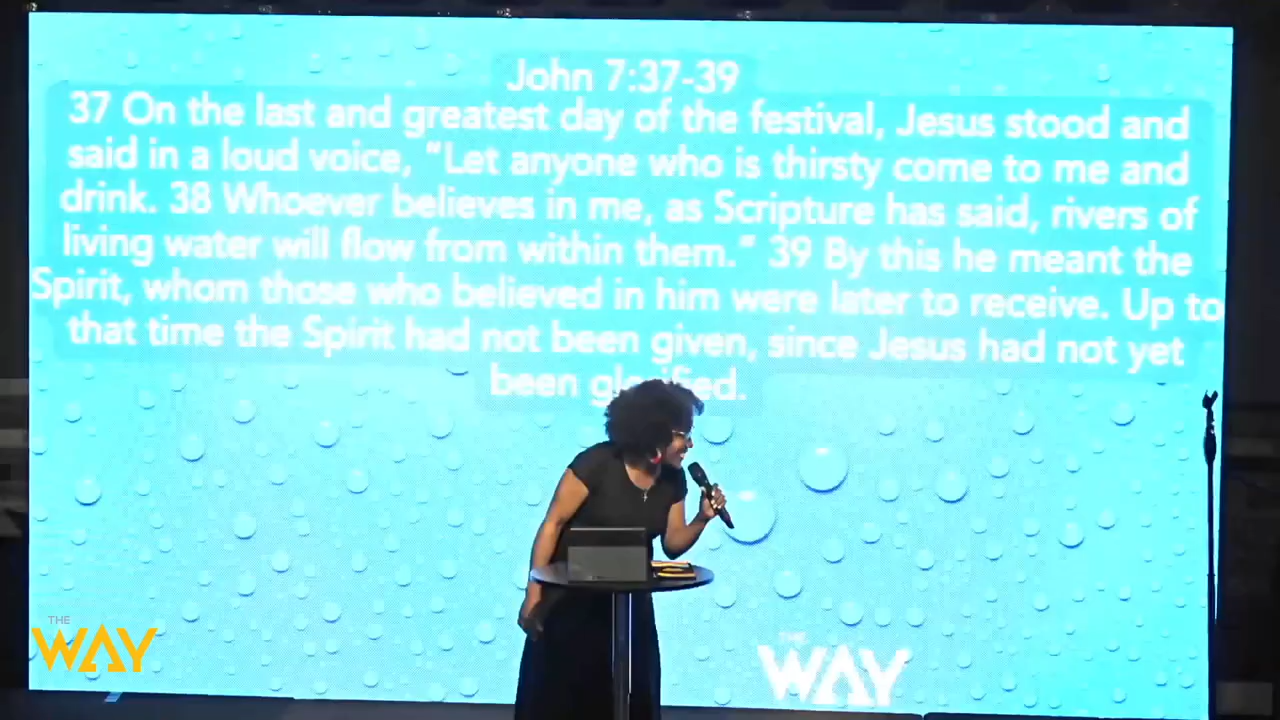 John 7:37-39
37 On the last and greatest day of the festival, Jesus stood and
said in a loud voice, “Let anyone who is thirsty come to me and
drink. 38 Whoever believes in me, as Scripture has said, rivers of
living water will flow from within them.” 39 By this he meant the
Spirit, whom those who believed in him were later to receive. Up to
that time the Spirit had not been given, since Jesus had not yet
been glorified.
THE
WAY
THE
WAY